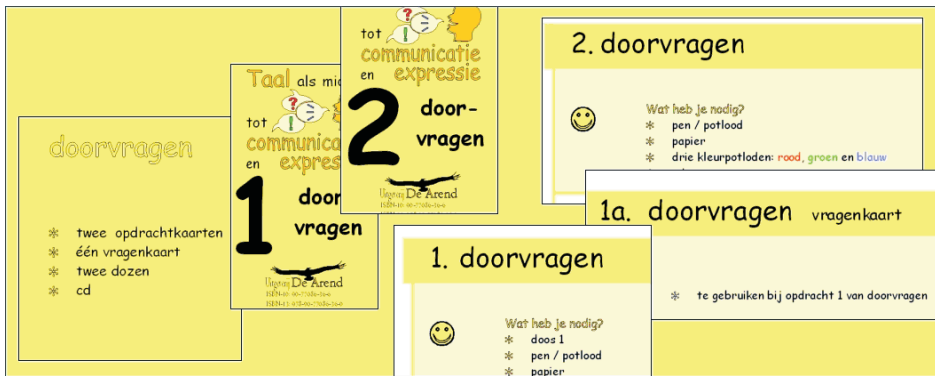 doorvragen
* twee opdrachtkaarten
* één vragenkaart
* twee dozen
* cd
Taal als mid
tot
communica
en expres
1
door
vragen
De Arend
tot
communicatie
en expressie
2
door-
vragen
Uitgeverij De Arend
1. doorvragen
Wat heb je nodig?
* doos 1
* pen / potlood
* papier
2. doorvragen
Wat heb je nodig?
* pen / potlood
* papier
* drie kleurpotloden: rood, groen en blauw
1a. doorvragen vragenkaart
* te gebruiken bij opdracht 1 van doorvragen